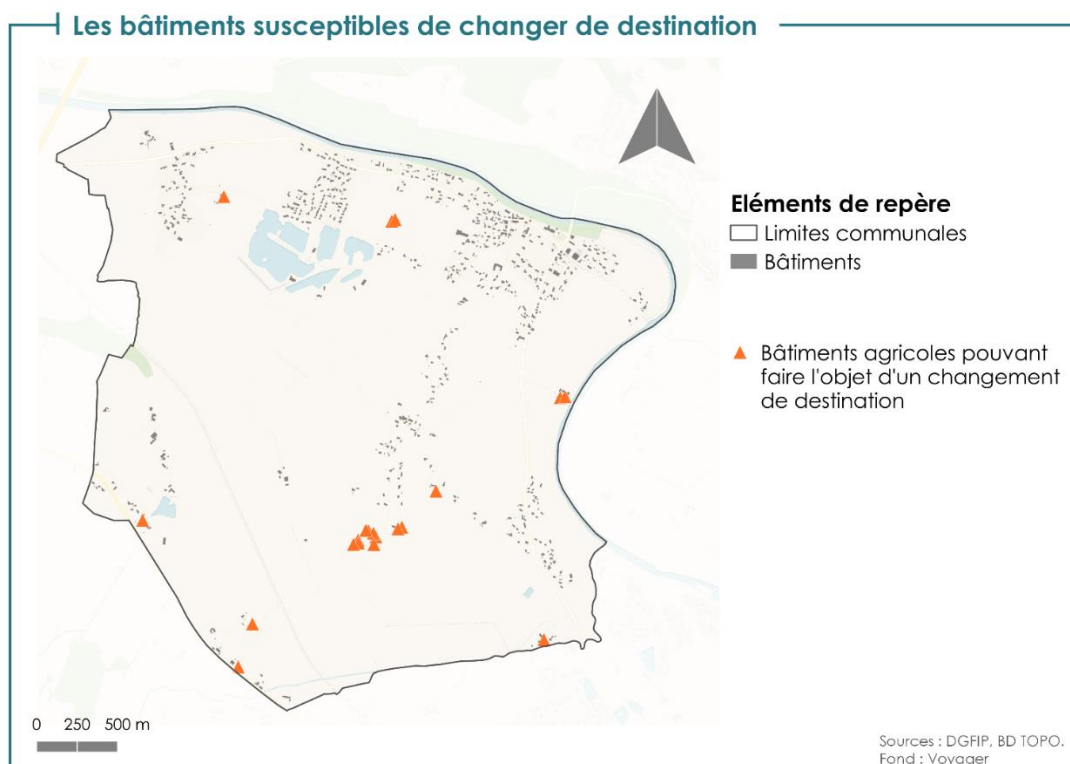 Les bâtiments susceptibles de changer de destination
Eléments de repère
Limites communales
Bâtiments
Bâtiments agricoles pouvant
faire l'objet d'un changement
de destination
0 250 500 m
Sources : DGFIP, BD TOPO.
Fond : Voyager